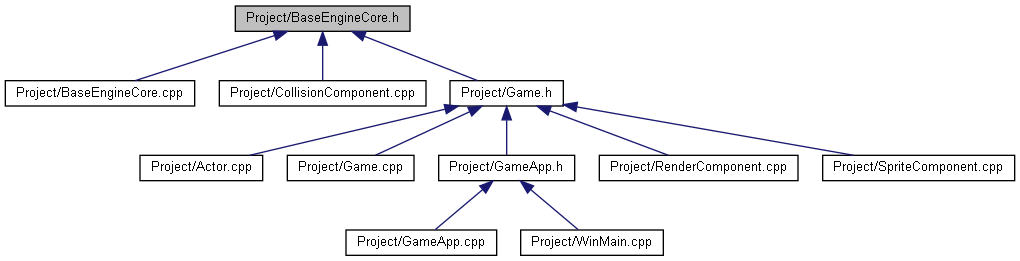 Project/BaseEngineCore.h
Project/BaseEngineCore.cpp
Project/CollisionComponent.cpp
Project/Game.h
Project/Actor.cpp
Project/Game.cpp
Project/GameApp.h
Project/RenderComponent.cpp
Project/SpriteComponent.cpp
Project/GameApp.cpp
Project/WinMain.cpp